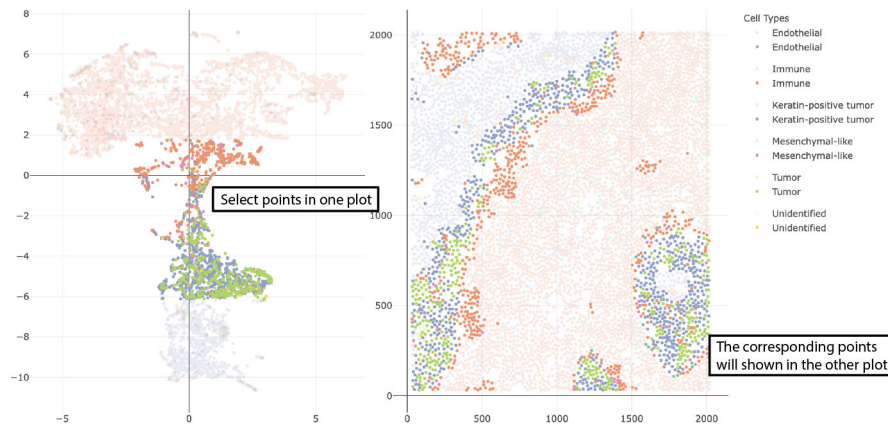 8
6
4
2
0
−2
−4
−6
−8
−10
−5
0
5
Select points in one plot
2000
1500
1000
500
0
0
500
1000
1500
2000
Cell Types
Endothelial
Endothelial
Immune
Immune
Keratin-positive tumor
Keratin-positive tumor
Mesenchymal-like
Mesenchymal-like
Tumor
Tumor
Unidentified
Unidentified
The corresponding points
will shown in the other plot